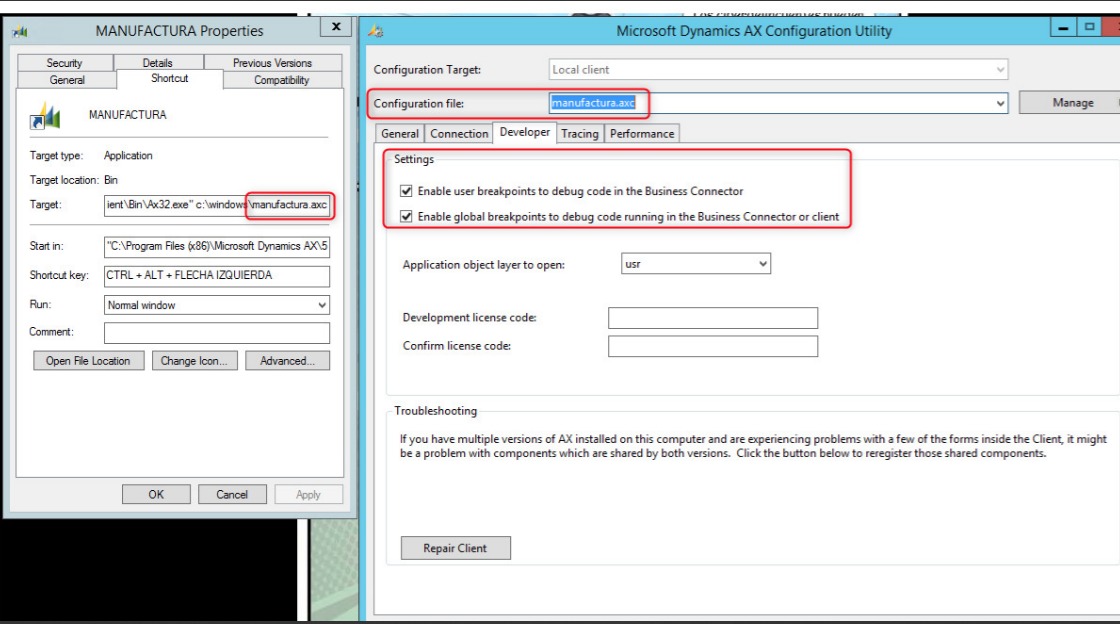 Los ciberdelincuentes pueden
MANUFACTURA Properties
X
Security
Details
Previous Versions
General
Shortcut
Compatibility
MANUFACTURA
Target type:
Application
Target location:
Bin
Target:
ient\Bin\Ax32.exe" c:\windows\manufactura.axc
Start in:
"C:\Program Files (x86)\Microsoft Dynamics AX\5
Shortcut key:
CTRL + ALT + FLECHA IZQUIERDA
Run:
Normal window
Comment:
Open File Location
Change Icon...
Advanced...
OK
Cancel
Apply
Microsoft Dynamics AX Configuration Utility
Configuration Target:
Local client
Configuration file:
manufactura.axc
Manage
General
Connection
Developer
Tracing
Performance
Settings
Enable user breakpoints to debug code in the Business Connector
Enable global breakpoints to debug code running in the Business Connector or client
Application object layer to open:
usr
Development license code:
Confirm license code:
Troubleshooting
If you have multiple versions of AX installed on this computer and are experiencing problems with a few of the forms inside the Client, it might
be a problem with components which are shared by both versions. Click the button below to reregister those shared components.
Repair Client